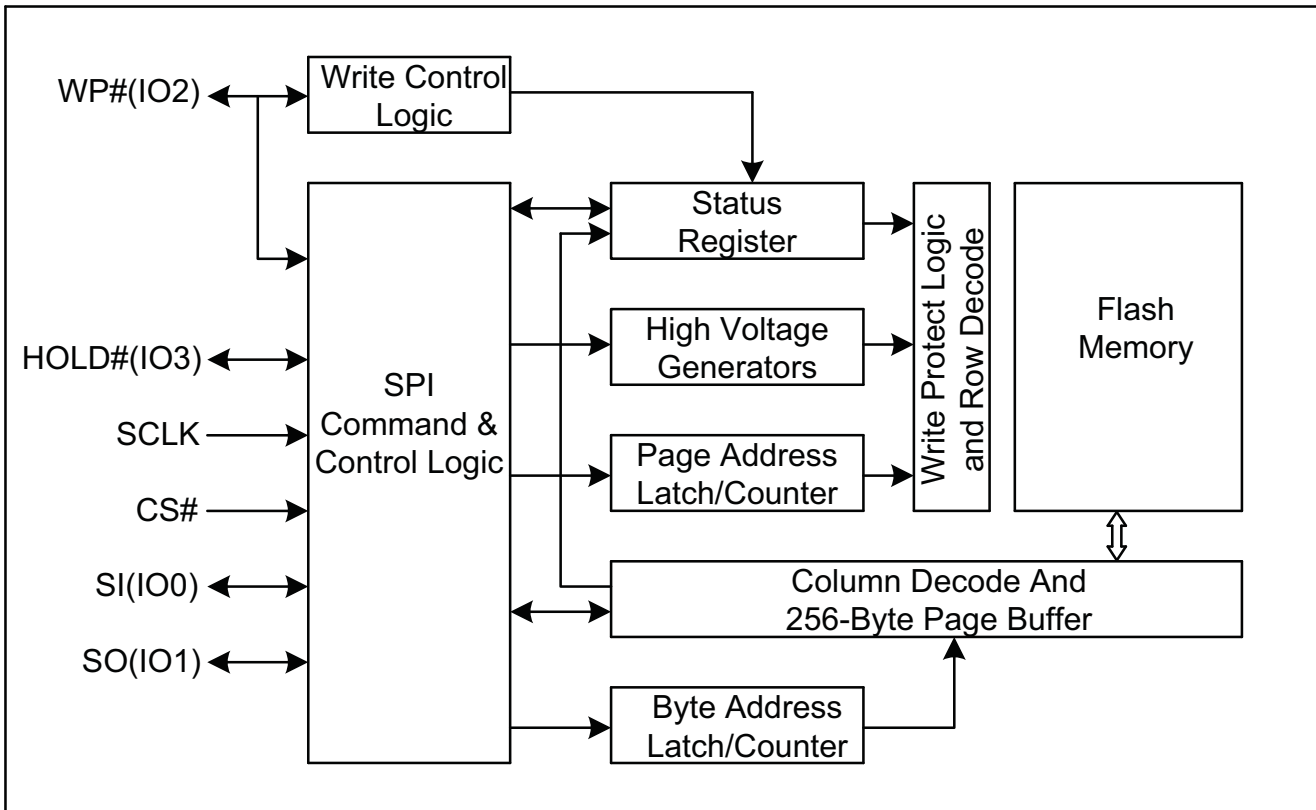 WP#(IO2)
Write Control
Logic
HOLD#(IO3)
SCLK
CS#
SI(IO0)
SO(IO1)
SPI
Command &
Control Logic
Status
Register
High Voltage
Generators
Page Address
Latch/Counter
Write Protect Logic
and Row Decode
Flash
Memory
Column Decode And
256-Byte Page Buffer
Byte Address
Latch/Counter